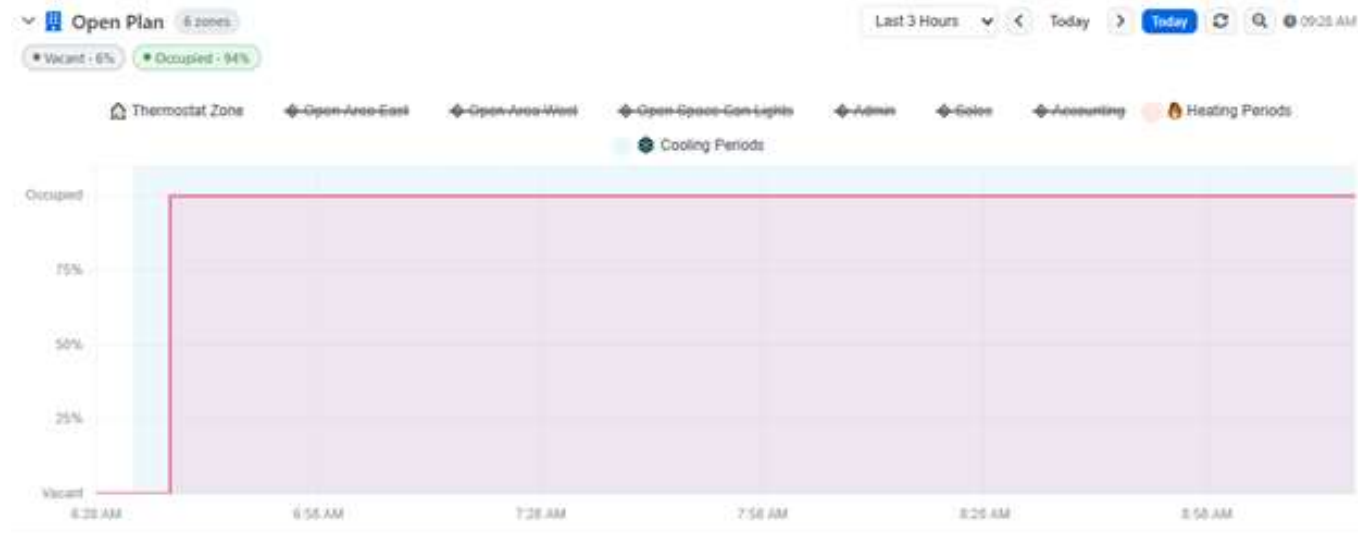 Open Plan 6 zones Last 3 Hours Today Today 09:28 AM
Vacant - 6% Occupied - 94%
Thermostat Zone Open Area East Open Area West Open Space Can Lights Admin Sales Accounting Heating Periods
Cooling Periods
Occupied
75%
50%
25%
Vacant
6:28 AM 6:58 AM 7:28 AM 7:58 AM 8:28 AM 8:58 AM